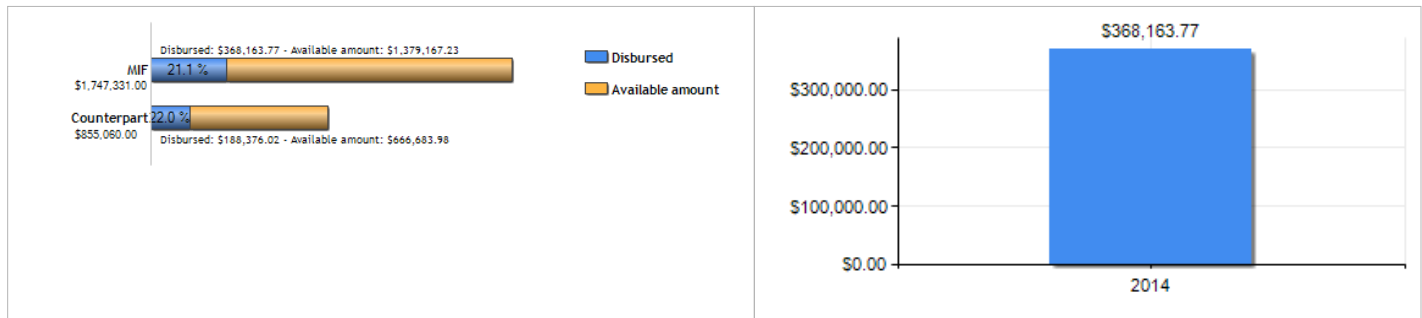 Disbursed: $368,163.77 - Available amount: $1,379,167.23
MIF
21.1 %
$1,747,331.00
Counterpart
22.0 %
$855,060.00
Disbursed: $188,376.02 - Available amount: $666,683.98
Disbursed
Available amount
$368,163.77
$300,000.00
$200,000.00
$100,000.00
$0.00
2014